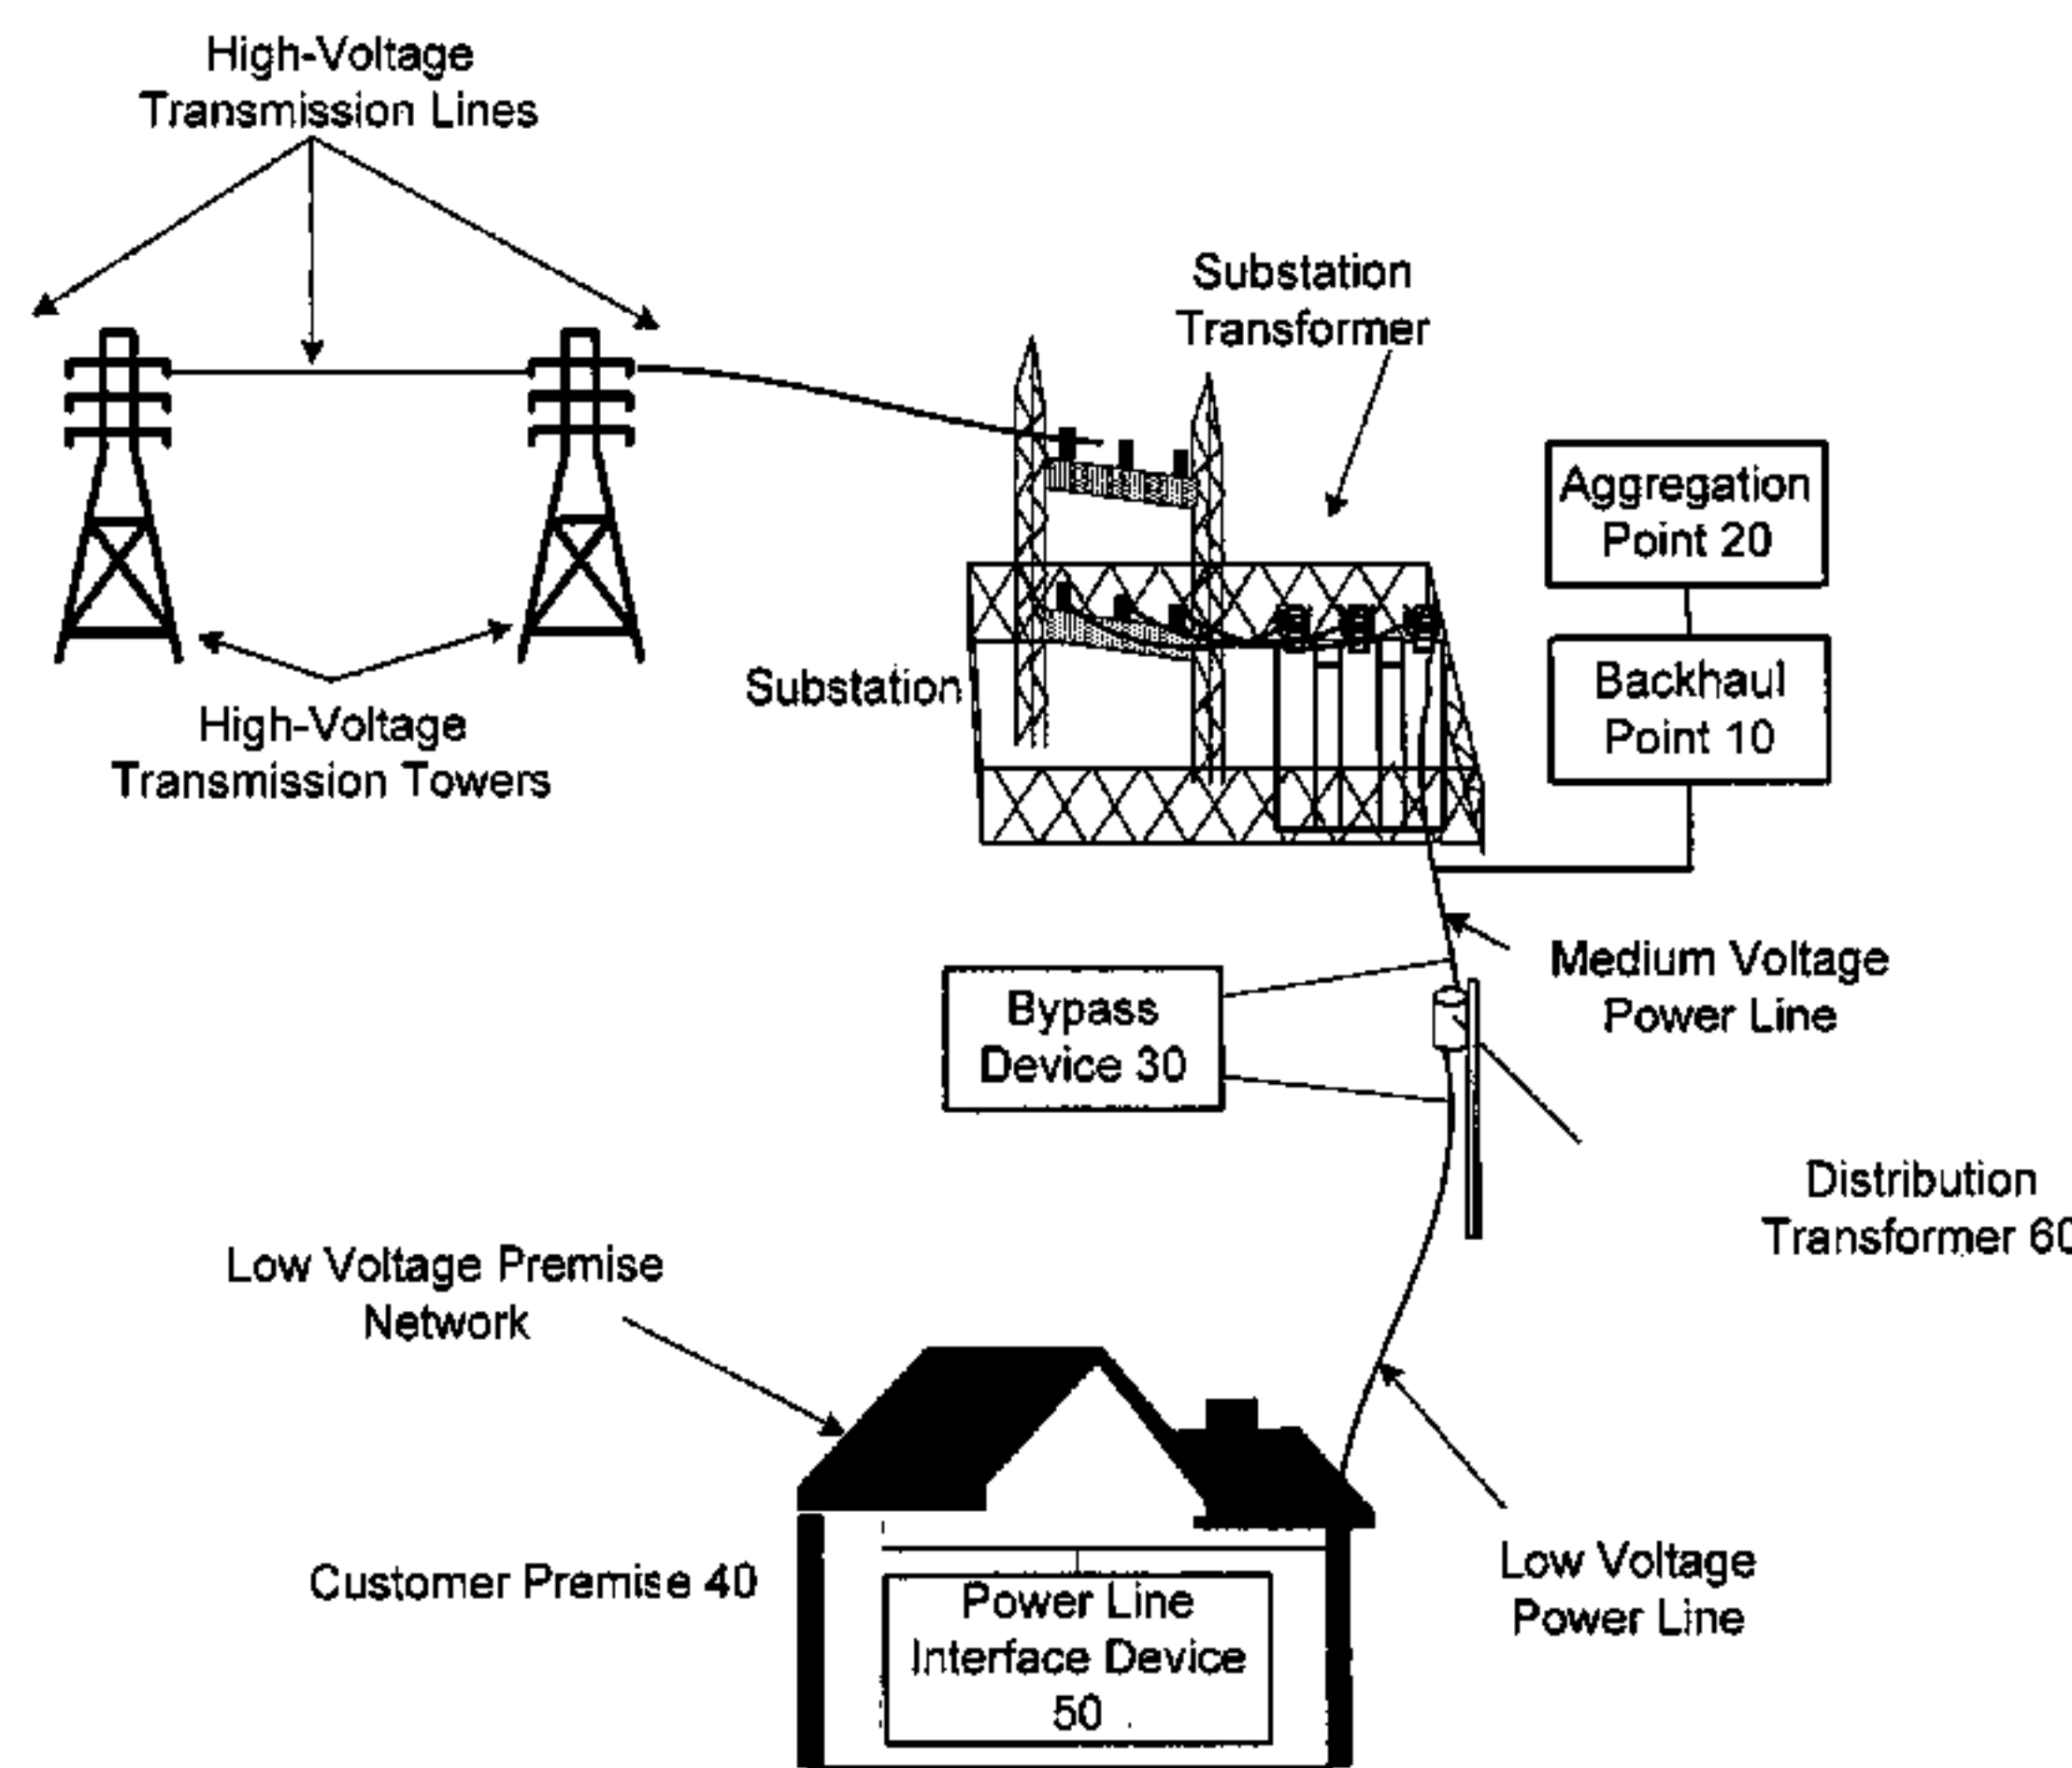 High-Voltage
Transmission Lines
Substation
Transformer
Aggregation
Point 20
Backhaul
Point 10
Substation
High-Voltage
Transmission Towers
Medium Voltage
Power Line
Bypass
Device 30
Distribution
Transformer 60
Low Voltage Premise
Network
Customer Premise 40
Power Line
Interface Device
50
Low Voltage
Power Line